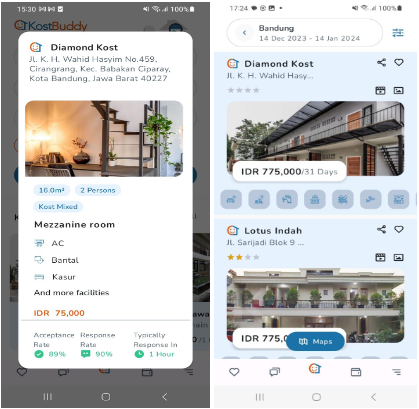 15:30
100%
KostBuddy
Diamond Kost
Jl. K. H. Wahid Hasyim No.459,
Cirangrang, Kec. Babakan Ciparay,
Kota Bandung, Jawa Barat 40227
16.0m² 2 Persons
Kost Mixed
Mezzanine room
AC
Bantal
Kasur
And more facilities
IDR 75,000
Acceptance Rate
89%
Response Rate
90%
Typically Response In
1 Hour
17:24
100%
Bandung
14 Dec 2023 - 14 Jan 2024
Diamond Kost
Jl. K. H. Wahid Hasy...
IDR 775,000/31 Days
Lotus Indah
Jl. Sarijadi Blok 9 ...
IDR 775,
Maps